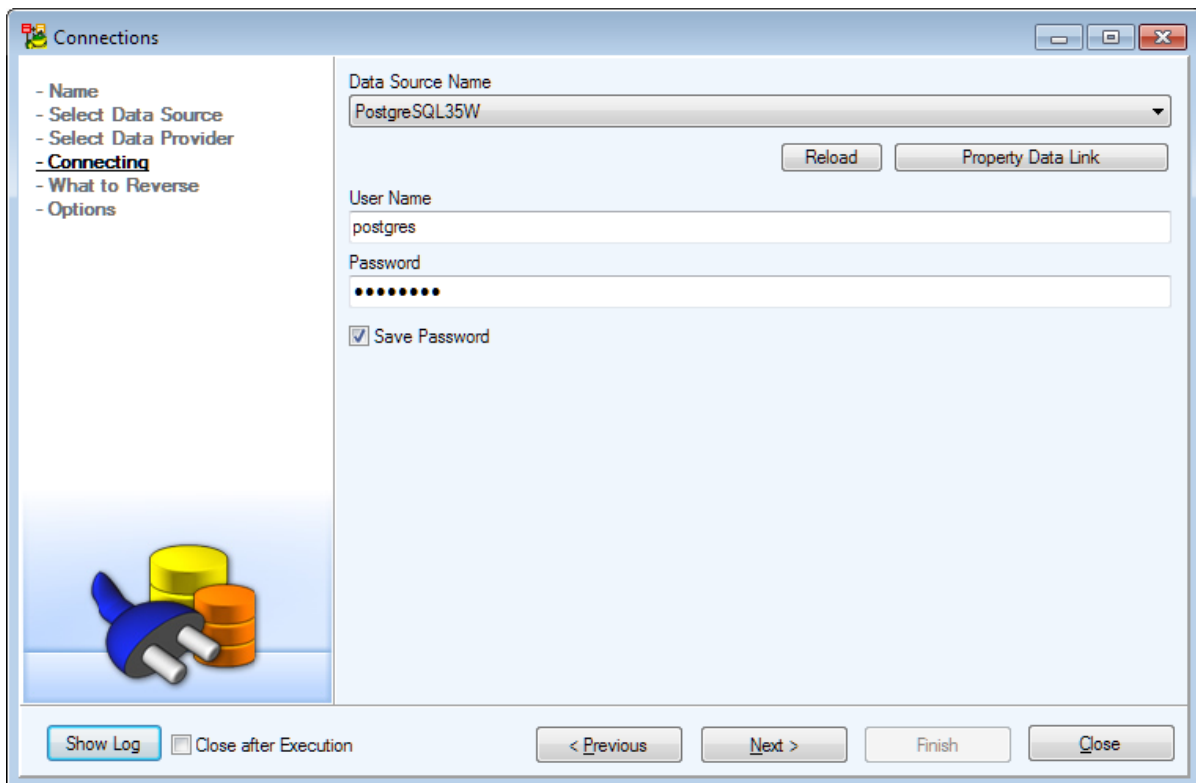 Connections
- Name
- Select Data Source
- Select Data Provider
- Connecting
- What to Reverse
- Options
Data Source Name
PostgreSQL35W
Reload
Property Data Link
User Name
postgres
Password
••••••••
Save Password
Show Log
Close after Execution
< Previous
Next >
Finish
Close